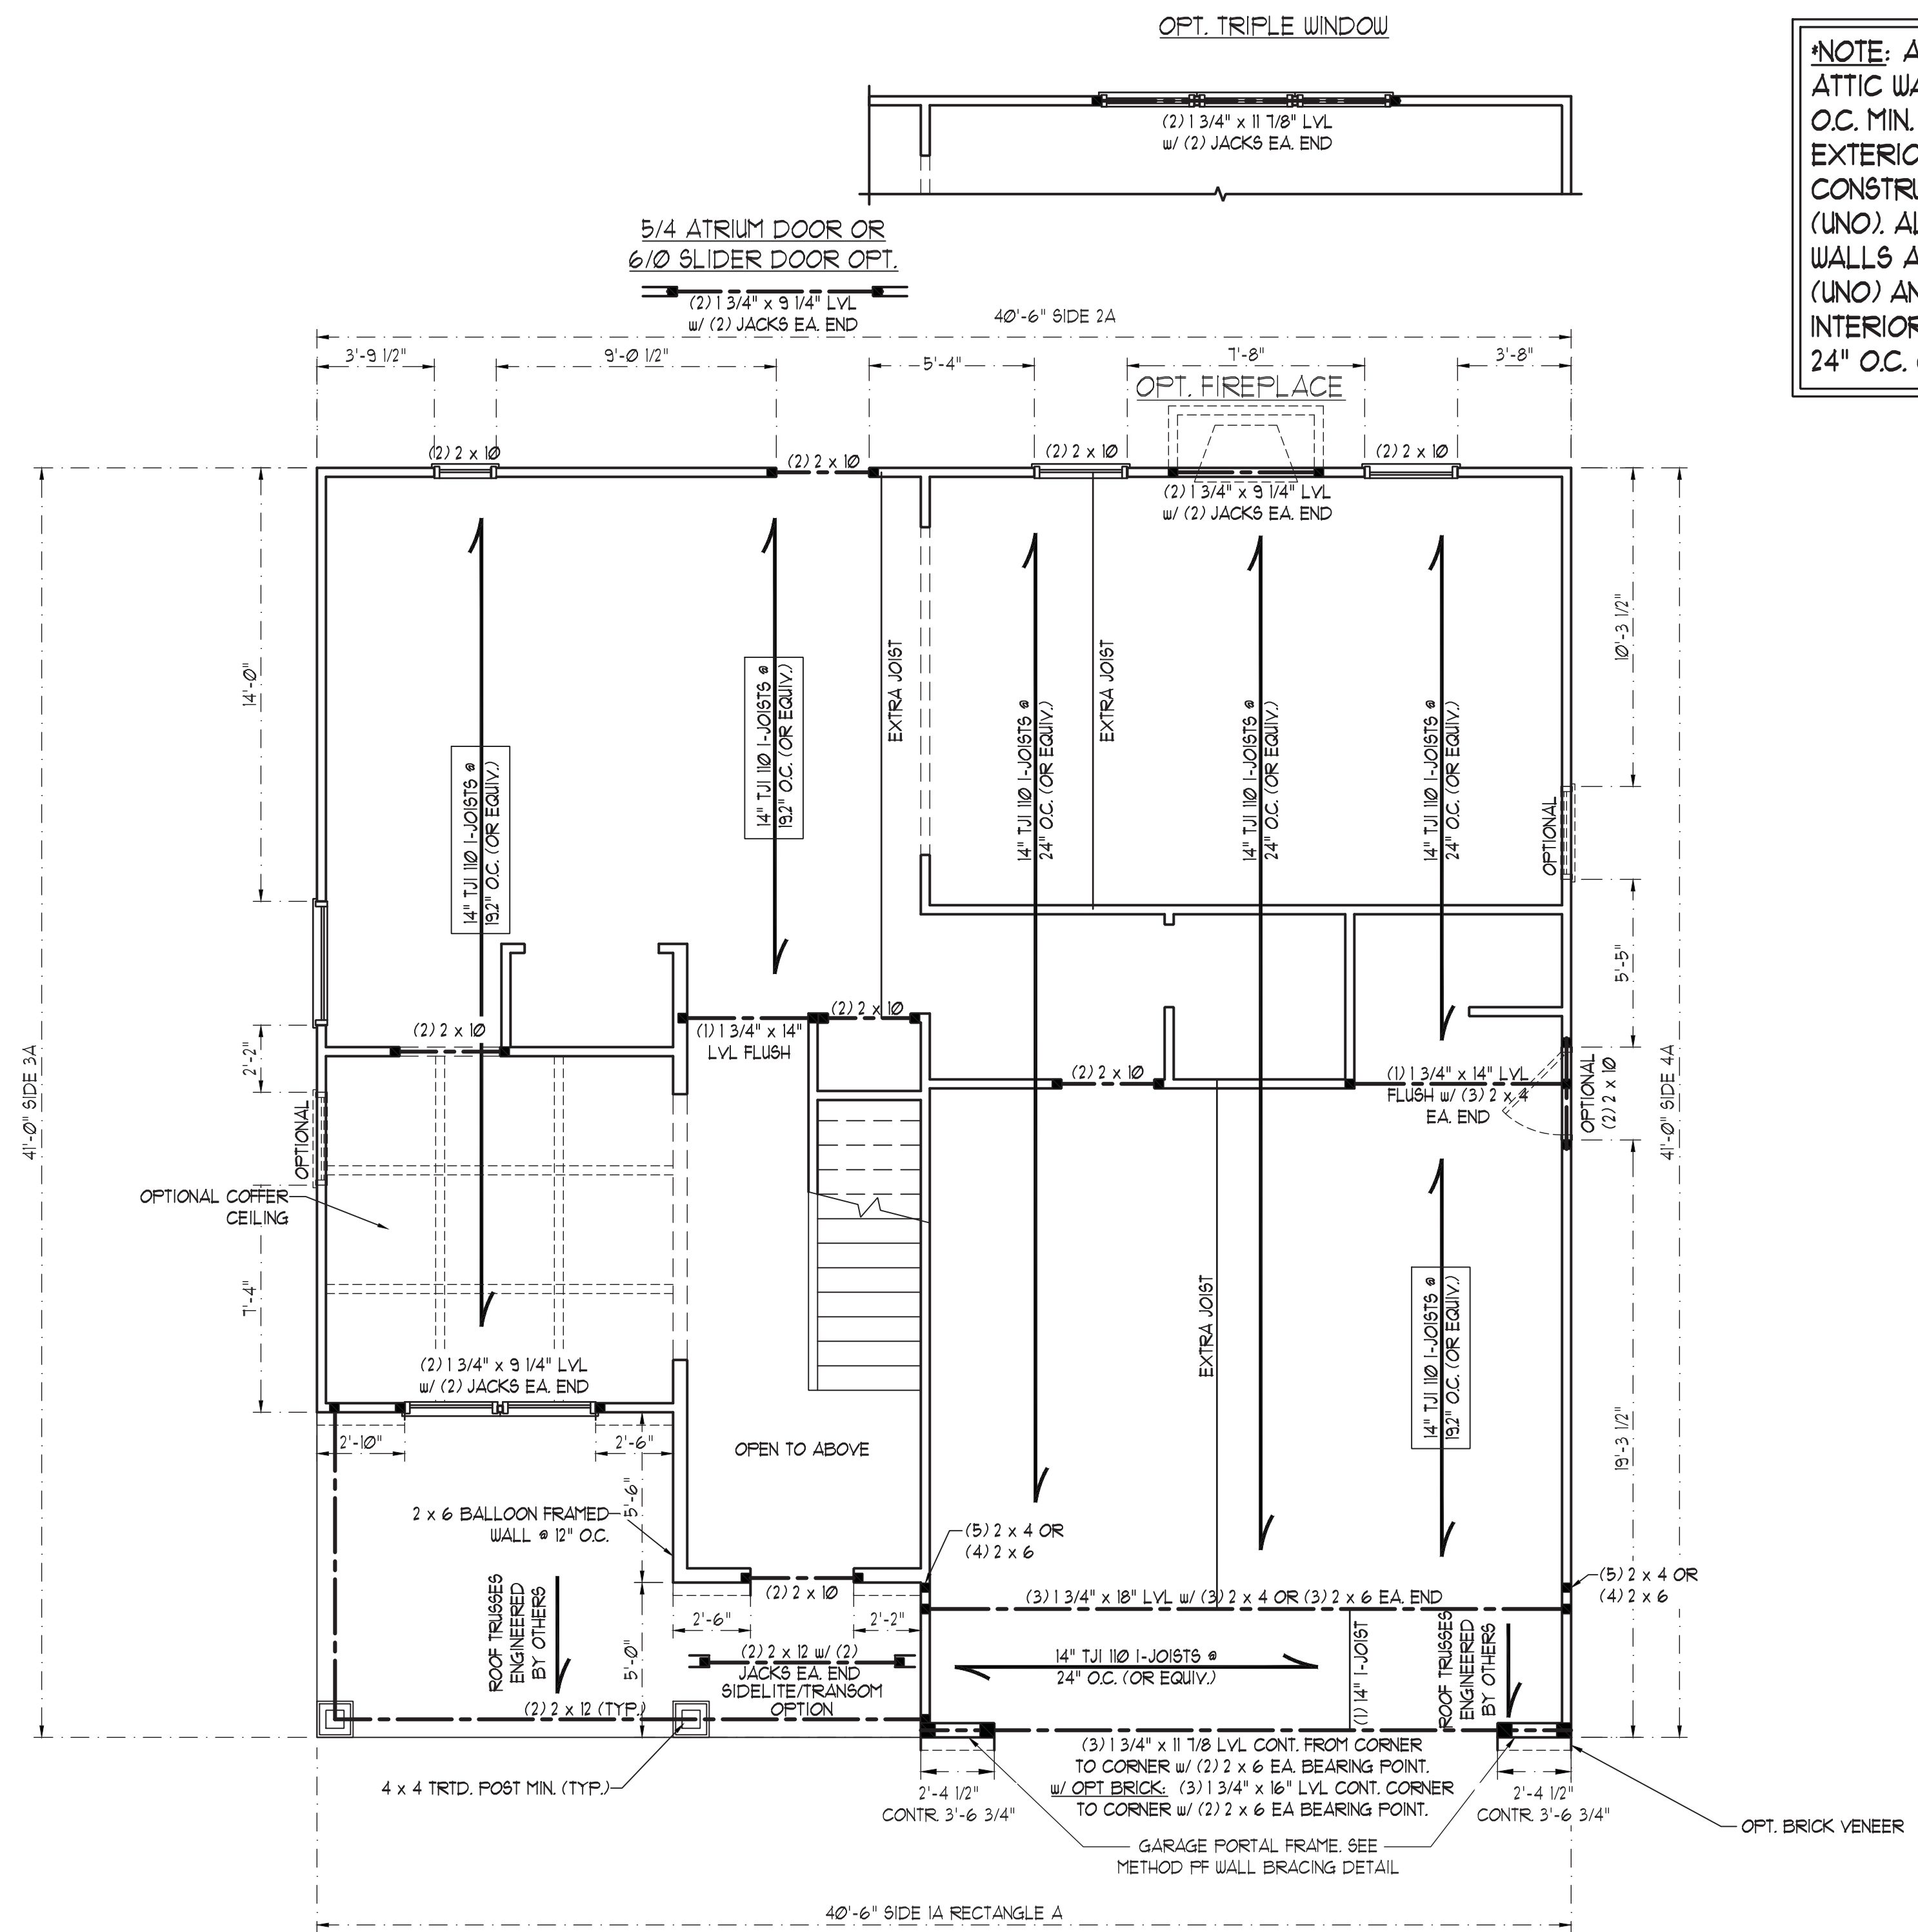 OPT. TRIPLE WINDOW
(2) 1 3/4" x 11 7/8" LVL
w/ (2) JACKS EA. END
*NOTE: A
ATTIC WA
O.C. MIN.
EXTERIO
CONSTRU
(UNO). AL
WALLS A
(UNO) AN
INTERIOR
24" O.C.
5/4 ATRIUM DOOR OR
6/0 SLIDER DOOR OPT.
(2) 1 3/4" x 9 1/4" LVL
w/ (2) JACKS EA. END
40'-6" SIDE 2A
3'-9 1/2"
9'-0 1/2"
5'-4"
7'-8"
3'-8"
OPT. FIREPLACE
(2) 2 x 10
(2) 2 x 10
(2) 2 x 10
(2) 2 x 10
(2) 1 3/4" x 9 1/4" LVL
w/ (2) JACKS EA. END
41'-0" SIDE 3A
14'-0"
2'-2"
7'-4"
14" TJI 110 I-JOISTS @
19.2" O.C. (OR EQUIV.)
14" TJI 110 I-JOISTS @
19.2" O.C. (OR EQUIV.)
EXTRA JOIST
14" TJI 110 I-JOISTS @
24" O.C. (OR EQUIV.)
EXTRA JOIST
14" TJI 110 I-JOISTS @
24" O.C. (OR EQUIV.)
14" TJI 110 I-JOISTS @
24" O.C. (OR EQUIV.)
OPTIONAL
10'-3 1/2"
5'-5"
41'-0" SIDE 4A
(2) 2 x 10
(1) 1 3/4" x 14"
LVL FLUSH
(2) 2 x 10
(2) 2 x 10
(1) 1 3/4" x 14" LVL
FLUSH w/ (3) 2 x 4
EA. END
OPTIONAL
(2) 2 x 10
OPTIONAL
OPTIONAL COFFER
CEILING
EXTRA JOIST
14" TJI 110 I-JOISTS @
19.2" O.C. (OR EQUIV.)
19'-3 1/2"
(2) 1 3/4" x 9 1/4" LVL
w/ (2) JACKS EA. END
2'-10"
2'-6"
OPEN TO ABOVE
5'-6"
2 x 6 BALLOON FRAMED
WALL @ 12" O.C.
(5) 2 x 4 OR
(4) 2 x 6
(5) 2 x 4 OR
(4) 2 x 6
(2) 2 x 10
(3) 1 3/4" x 18" LVL w/ (3) 2 x 4 OR (3) 2 x 6 EA. END
ROOF TRUSSES
ENGINEERED
BY OTHERS
2'-6"
2'-2"
5'-0"
(2) 2 x 12 w/ (2)
JACKS EA. END
SIDELITE/TRANSOM
OPTION
14" TJI 110 I-JOISTS @
24" O.C. (OR EQUIV.)
(1) 14" I-JOIST
ROOF TRUSSES
ENGINEERED
BY OTHERS
(2) 2 x 12 (TYP.)
4 x 4 TRTD. POST MIN. (TYP.)
(3) 1 3/4" x 11 7/8 LVL CONT. FROM CORNER
TO CORNER w/ (2) 2 x 6 EA. BEARING POINT.
w/ OPT BRICK: (3) 1 3/4" x 16" LVL CONT. CORNER
TO CORNER w/ (2) 2 x 6 EA BEARING POINT.
2'-4 1/2"
CONTR. 3'-6 3/4"
2'-4 1/2"
CONTR. 3'-6 3/4"
OPT. BRICK VENEER
GARAGE PORTAL FRAME. SEE
METHOD PF WALL BRACING DETAIL
40'-6" SIDE 1A RECTANGLE A